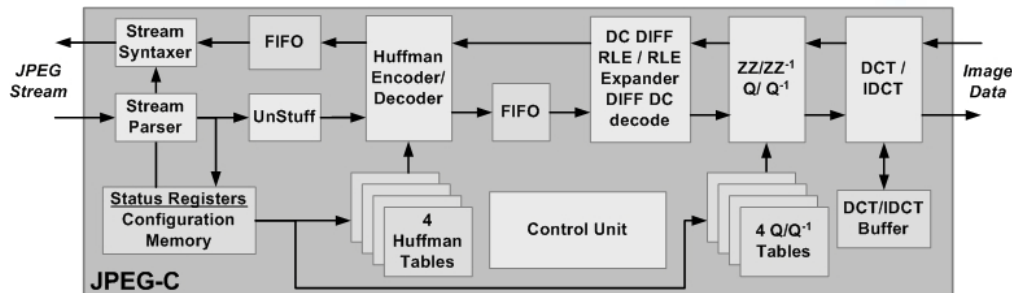 Stream
Syntaxer
FIFO
Huffman
Encoder/
Decoder
DC DIFF
RLE / RLE
Expander
DIFF DC
decode
ZZ/ZZ⁻¹
Q/ Q⁻¹
DCT /
IDCT
JPEG
Stream
Image
Data
Stream
Parser
UnStuff
FIFO
Status Registers
Configuration
Memory
4
Huffman
Tables
Control Unit
4 Q/Q⁻¹
Tables
DCT/IDCT
Buffer
JPEG-C